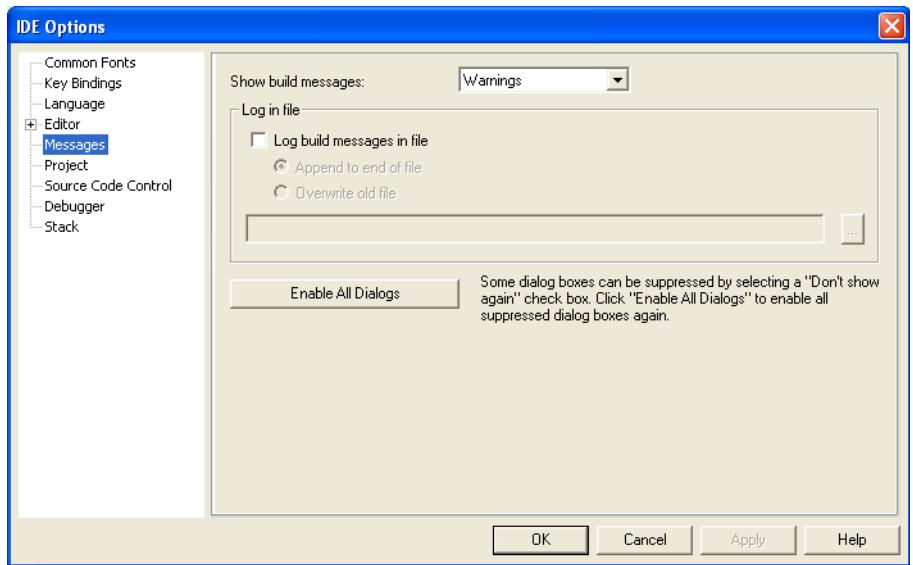 IDE Options
Common Fonts
Key Bindings
Language
Editor
Messages
Project
Source Code Control
Debugger
Stack
Show build messages:
Warnings
Log in file
Log build messages in file
Append to end of file
Overwrite old file
...
Enable All Dialogs
Some dialog boxes can be suppressed by selecting a "Don't show
again" check box. Click "Enable All Dialogs" to enable all
suppressed dialog boxes again.
OK
Cancel
Apply
Help